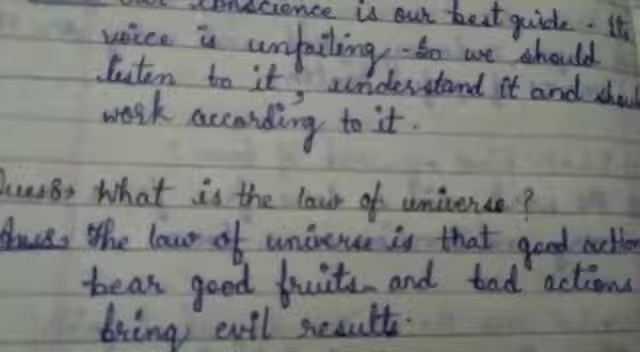 conscience is our best guide. Its
voice is unfailing. So we should
listen to it, understand it and should
work according to it.
Ques8, What is the law of universe?
Ans, The law of universe is that good action
bear good fruits and bad actions
bring evil results.